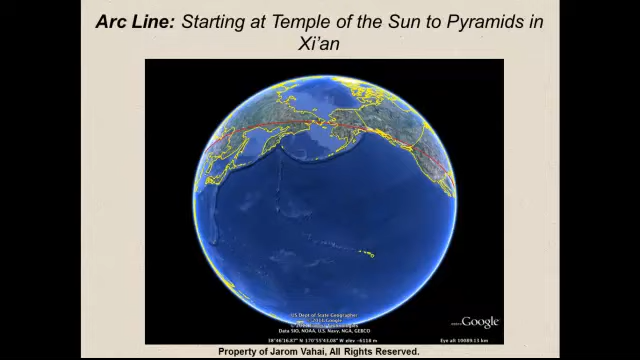 Arc Line: Starting at Temple of the Sun to Pyramids in
Xi'an
US Dept of State Geographer
Google
Data SIO, NOAA, U.S. Navy, NGA, GEBCO
Google
Property of Jarom Vahai, All Rights Reserved.